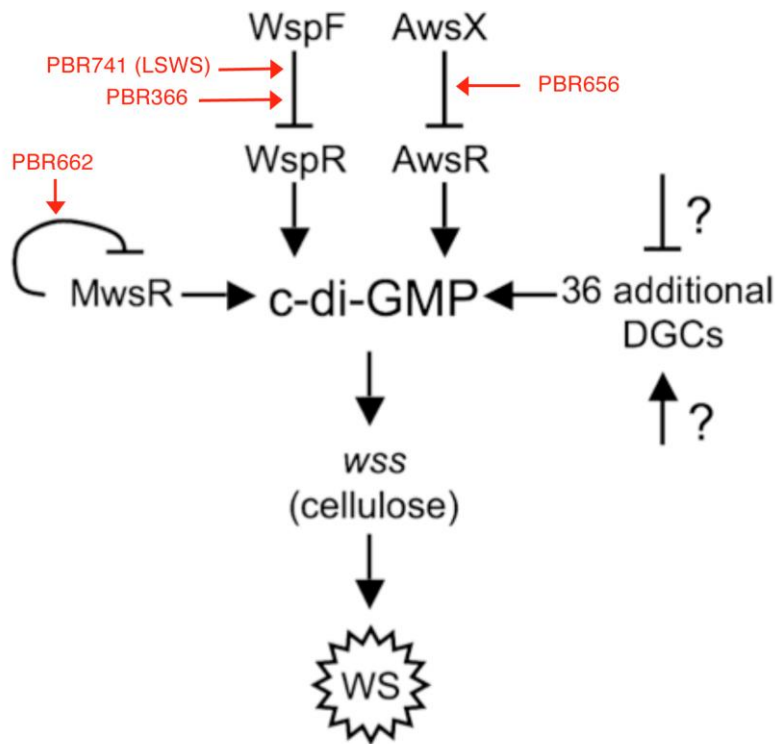 WspF AwsX
PBR741 (LSWS)
PBR366
PBR656
WspR AwsR
PBR662
?
MwsR c-di-GMP 36 additional
DGCs
?
wss
(cellulose)
WS